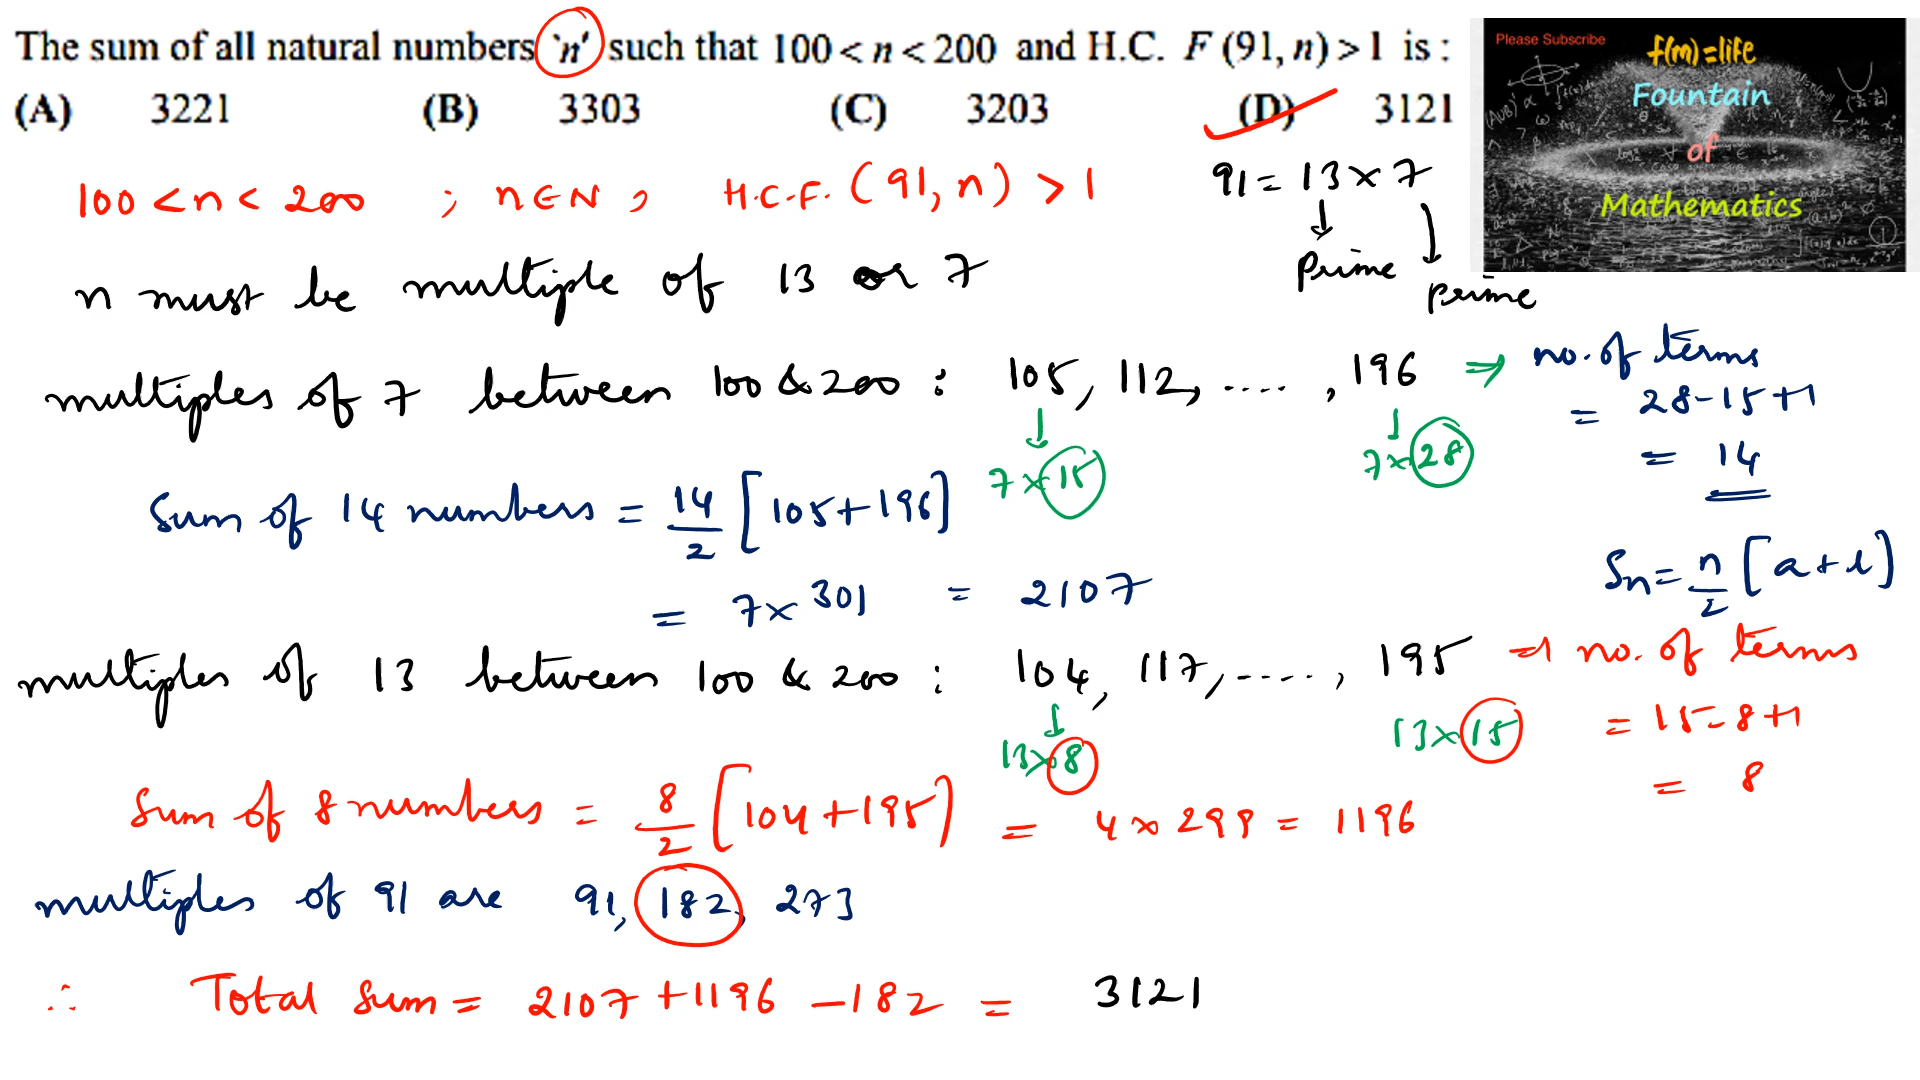 The sum of all natural numbers 'n' such that 100 < n < 200 and H.C. F (91, n) > 1 is :
(A) 3221 (B) 3303 (C) 3203 (D) 3121
Please Subscribe
f(m)=life
Fountain
of
Mathematics
100 < n < 200 ; n∈N , H.C.F. (91, n) > 1
91 = 13 × 7
↓ ↓
Prime Prime
n must be multiple of 13 or 7
multiples of 7 between 100 & 200 : 105, 112, ...., 196 ⇒ no. of terms
= 28-15+1
= 14
↓ ↓
7×15 7×28
Sum of 14 numbers = 14/2 [105+196]
= 7×301 = 2107
Sn = n/2 [a+l]
multiples of 13 between 100 & 200 : 104, 117, ...., 195 ⇒ no. of terms
= 15-8+1
= 8
↓
13×8 13×15
Sum of 8 numbers = 8/2 [104+195] = 4×299 = 1196
multiples of 91 are 91, 182, 273
∴ Total sum = 2107+1196-182 = 3121